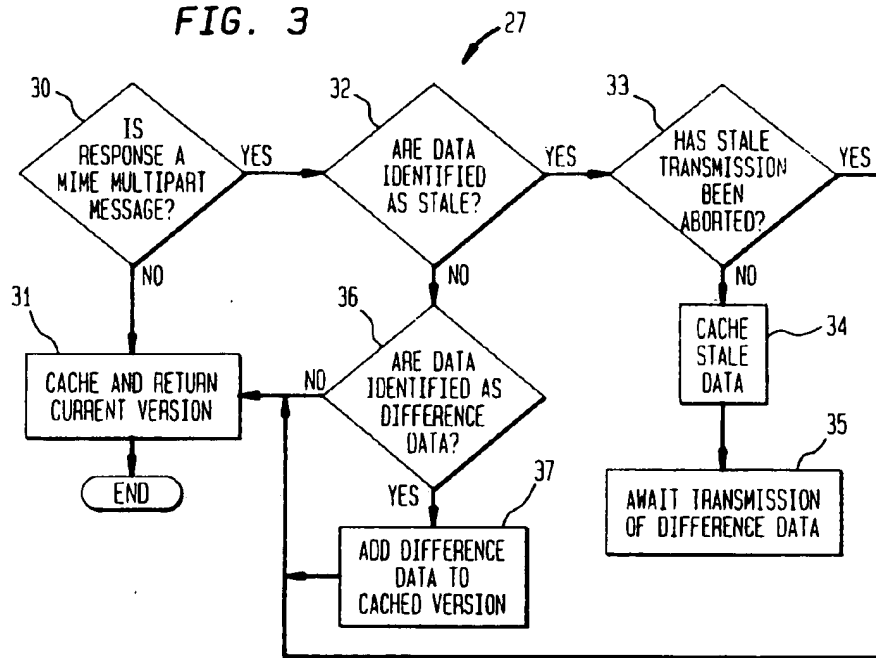 FIG. 3
27
30
IS
RESPONSE A
MIME MULTIPART
MESSAGE?
YES
NO
32
ARE DATA
IDENTIFIED
AS STALE?
YES
NO
33
HAS STALE
TRANSMISSION
BEEN
ABORTED?
YES
NO
31
CACHE AND RETURN
CURRENT VERSION
END
36
ARE DATA
IDENTIFIED AS
DIFFERENCE
DATA?
NO
YES
37
ADD DIFFERENCE
DATA TO
CACHED VERSION
34
CACHE
STALE
DATA
35
AWAIT TRANSMISSION
OF DIFFERENCE DATA